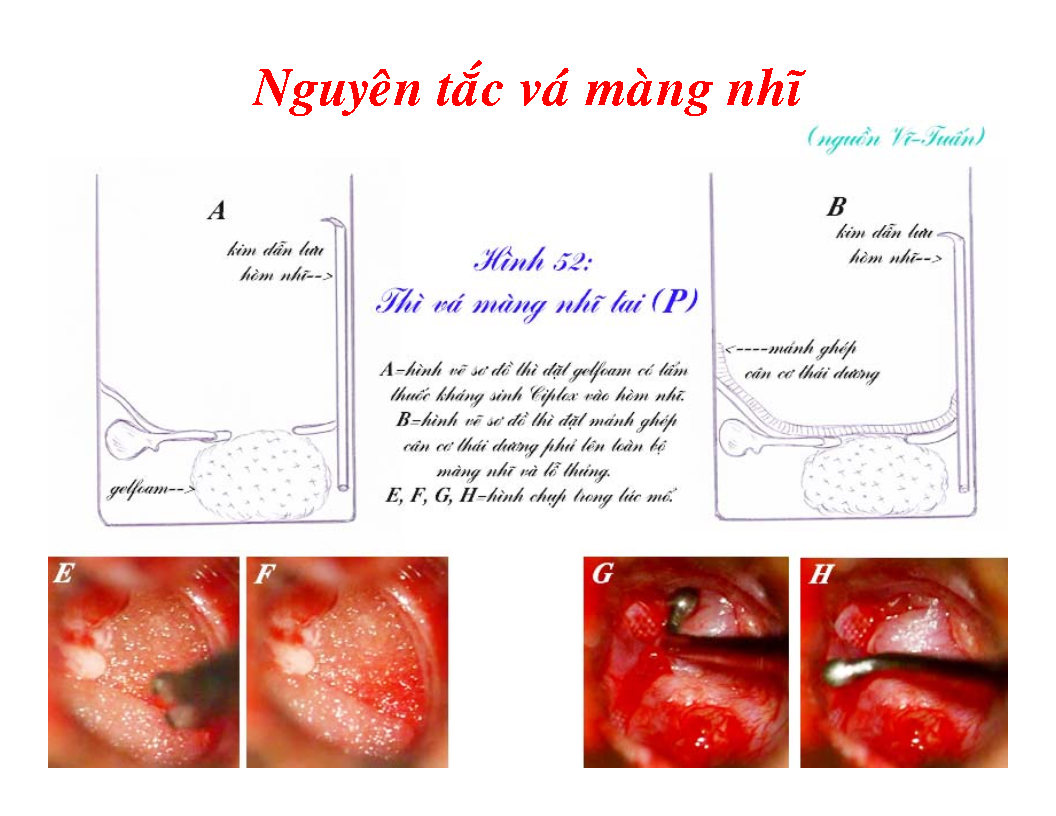 Nguyên tắc vá màng nhĩ
(nguồn Vĩ-Tuấn)
A
kim dẫn lưu
hòm nhĩ-->
gelfoam-->
Hình 52:
Thì vá màng nhĩ tai (P)
A=hình vẽ sơ đồ thì đặt gelfoam có tẩm
thuốc kháng sinh Ciplox vào hòm nhĩ.
B=hình vẽ sơ đồ thì đặt mảnh ghép
cân cơ thái dương phủ lên toàn bộ
màng nhĩ và lỗ thủng.
E, F, G, H=hình chụp trong lúc mổ.
B
kim dẫn lưu
hòm nhĩ-->
<----mảnh ghép
cân cơ thái dương
E
F
G
H